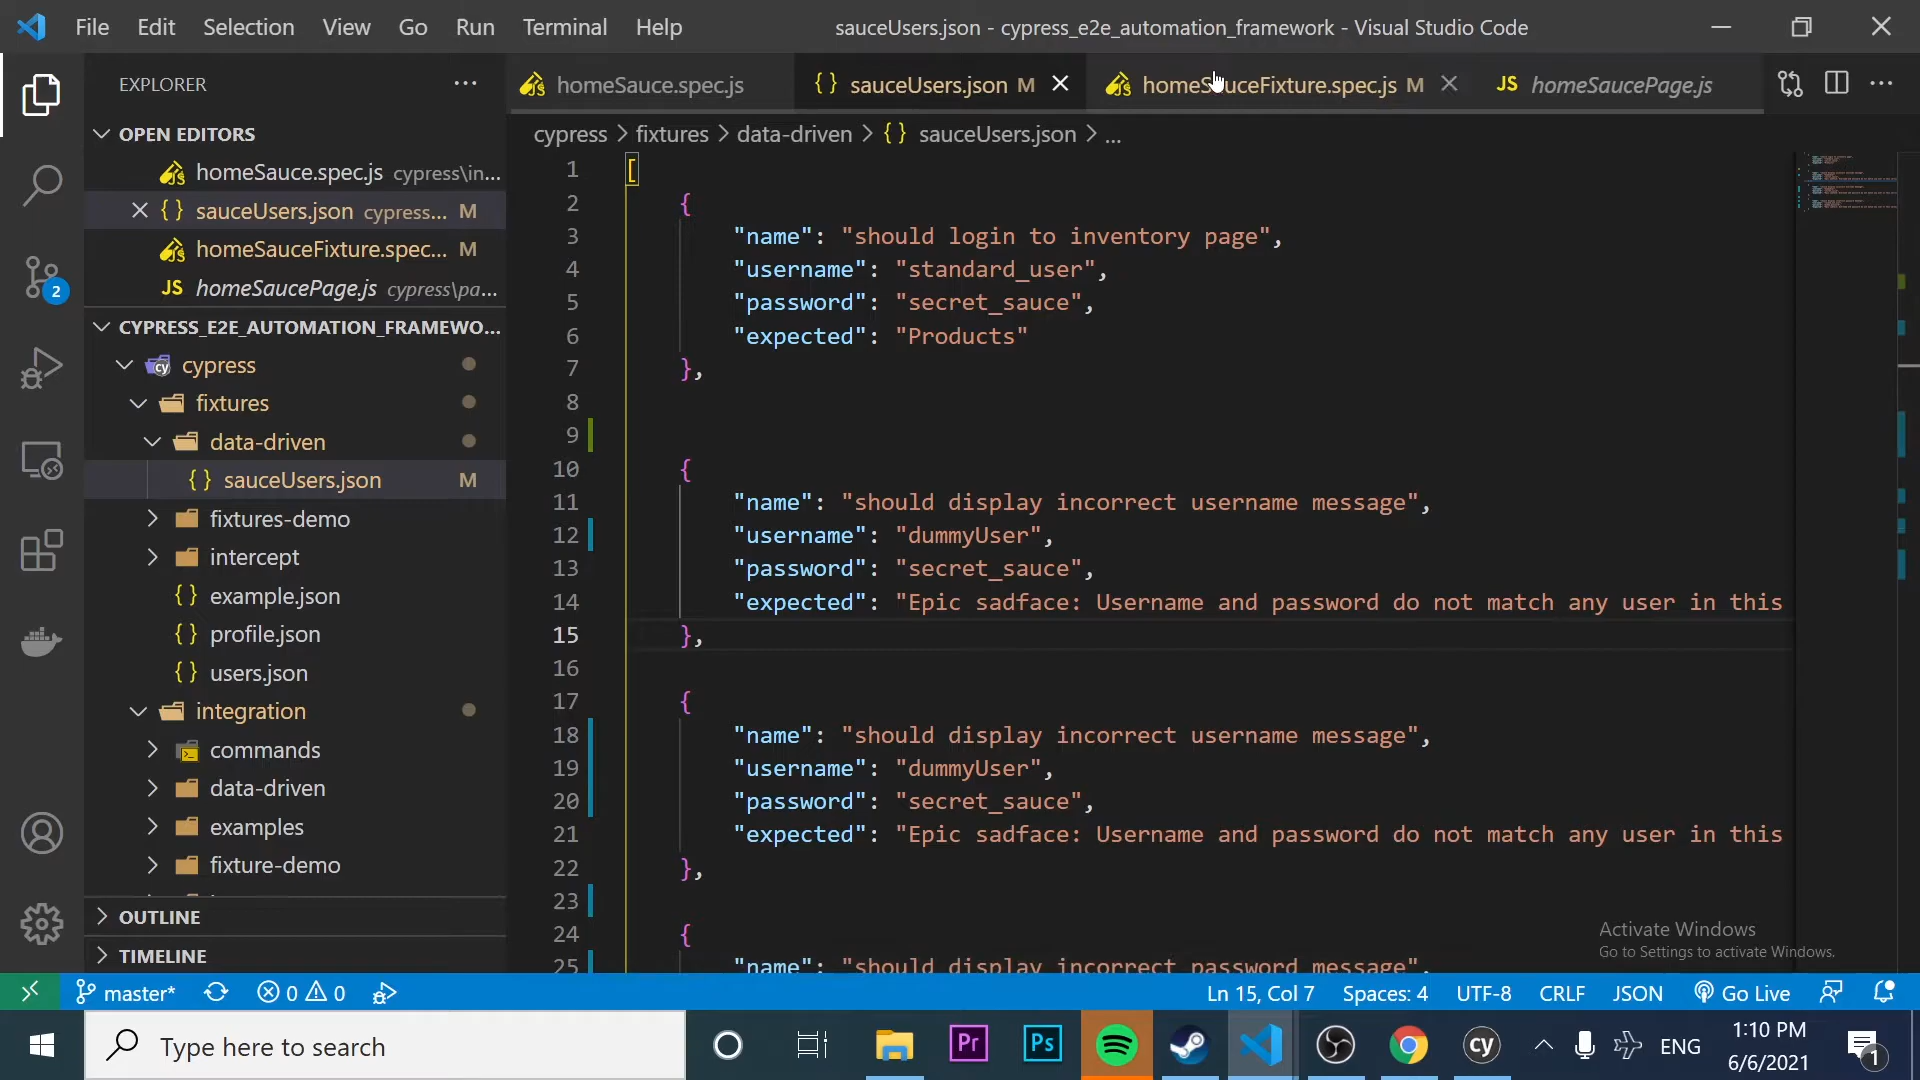 File Edit Selection View Go Run Terminal Help sauceUsers.json - cypress_e2e_automation_framework - Visual Studio Code
EXPLORER
homeSauce.spec.js sauceUsers.json M homeSauceFixture.spec.js M homeSaucePage.js
OPEN EDITORS
cypress > fixtures > data-driven > {} sauceUsers.json > ...
homeSauce.spec.js cypress\in...
{} sauceUsers.json cypress... M
homeSauceFixture.spec... M
JS homeSaucePage.js cypress\pa...
CYPRESS_E2E_AUTOMATION_FRAMEWO...
cypress
fixtures
data-driven
{} sauceUsers.json M
fixtures-demo
intercept
{} example.json
{} profile.json
{} users.json
integration
commands
data-driven
examples
fixture-demo
OUTLINE
TIMELINE
1 [
2 {
3 "name": "should login to inventory page",
4 "username": "standard_user",
5 "password": "secret_sauce",
6 "expected": "Products"
7 },
8
9
10 {
11 "name": "should display incorrect username message",
12 "username": "dummyUser",
13 "password": "secret_sauce",
14 "expected": "Epic sadface: Username and password do not match any user in this
15 },
16
17 {
18 "name": "should display incorrect username message",
19 "username": "dummyUser",
20 "password": "secret_sauce",
21 "expected": "Epic sadface: Username and password do not match any user in this
22 },
23
24 {
25 "name": "should display incorrect password message",
Activate Windows
Go to Settings to activate Windows.
2
master* 0 0 Ln 15, Col 7 Spaces: 4 UTF-8 CRLF JSON Go Live
Type here to search Pr Ps cy ENG 1:10 PM
6/6/2021 1